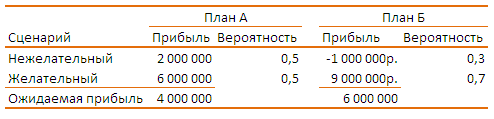 План А План Б
Сценарий Прибыль Вероятность Прибыль Вероятность
Нежелательный 2 000 000 0,5 -1 000 000р. 0,3
Желательный 6 000 000 0,5 9 000 000р. 0,7
Ожидаемая прибыль 4 000 000 6 000 000